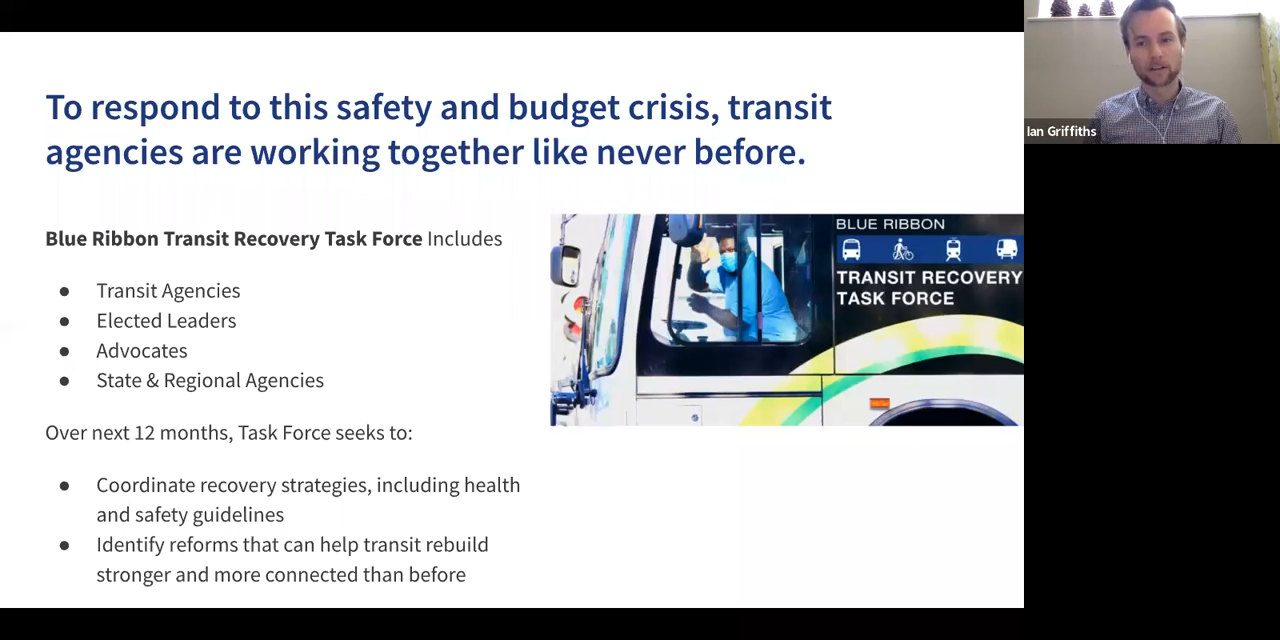 To respond to this safety and budget crisis, transit
agencies are working together like never before.
Ian Griffiths
Blue Ribbon Transit Recovery Task Force Includes
● Transit Agencies
● Elected Leaders
● Advocates
● State & Regional Agencies
Over next 12 months, Task Force seeks to:
● Coordinate recovery strategies, including health
and safety guidelines
● Identify reforms that can help transit rebuild
stronger and more connected than before
BLUE RIBBON
TRANSIT RECOVERY
TASK FORCE